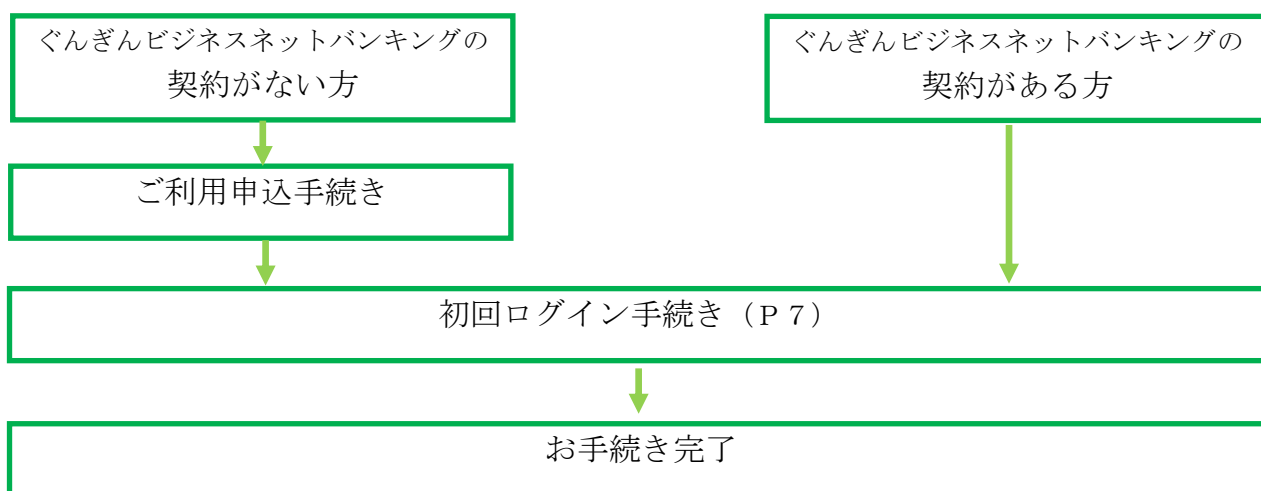 ぐんぎんビジネスネットバンキングの
契約がない方
ぐんぎんビジネスネットバンキングの
契約がある方
ご利用申込手続き
初回ログイン手続き（Ｐ７）
お手続き完了